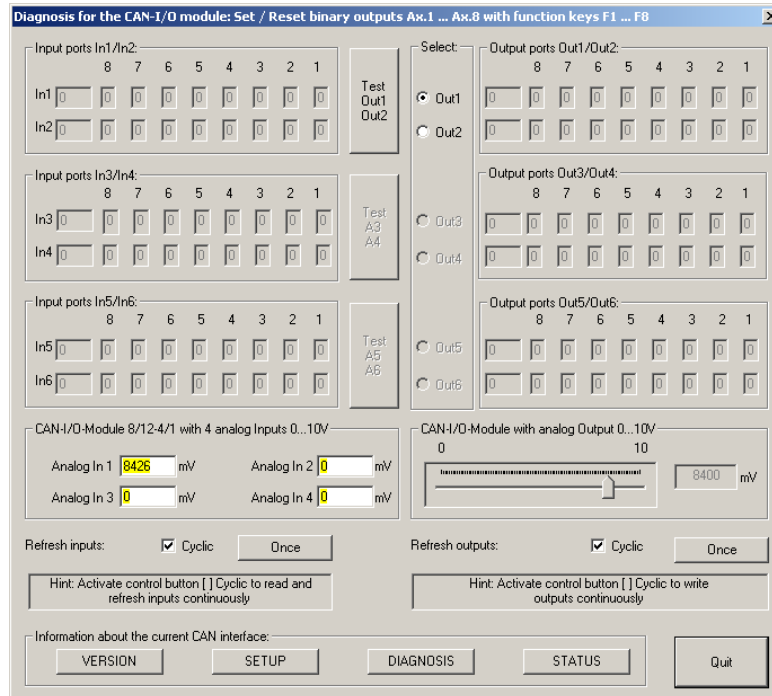 Diagnosis for the CAN-I/O module: Set / Reset binary outputs Ax.1 ... Ax.8 with function keys F1 ... F8
Input ports In1/In2:
8 7 6 5 4 3 2 1
In1 0 0 0 0 0 0 0 0 0
In2 0 0 0 0 0 0 0 0 0
Test
Out1
Out2
Select:
Out1
Out2
Output ports Out1/Out2:
8 7 6 5 4 3 2 1
0 0 0 0 0 0 0 0 0
0 0 0 0 0 0 0 0 0
Input ports In3/In4:
8 7 6 5 4 3 2 1
In3 0 0 0 0 0 0 0 0 0
In4 0 0 0 0 0 0 0 0 0
Test
A3
A4
Out3
Out4
Output ports Out3/Out4:
8 7 6 5 4 3 2 1
0 0 0 0 0 0 0 0 0
0 0 0 0 0 0 0 0 0
Input ports In5/In6:
8 7 6 5 4 3 2 1
In5 0 0 0 0 0 0 0 0 0
In6 0 0 0 0 0 0 0 0 0
Test
A5
A6
Out5
Out6
Output ports Out5/Out6:
8 7 6 5 4 3 2 1
0 0 0 0 0 0 0 0 0
0 0 0 0 0 0 0 0 0
CAN-I/O-Module 8/12-4/1 with 4 analog Inputs 0...10V
Analog In 1 8426 mV Analog In 2 0 mV
Analog In 3 0 mV Analog In 4 0 mV
CAN-I/O-Module with analog Output 0...10V
0 10
8400 mV
Refresh inputs: Cyclic Once
Hint: Activate control button [ ] Cyclic to read and
refresh inputs continuously
Refresh outputs: Cyclic Once
Hint: Activate control button [ ] Cyclic to write
outputs continuously
Information about the current CAN interface:
VERSION SETUP DIAGNOSIS STATUS
Quit